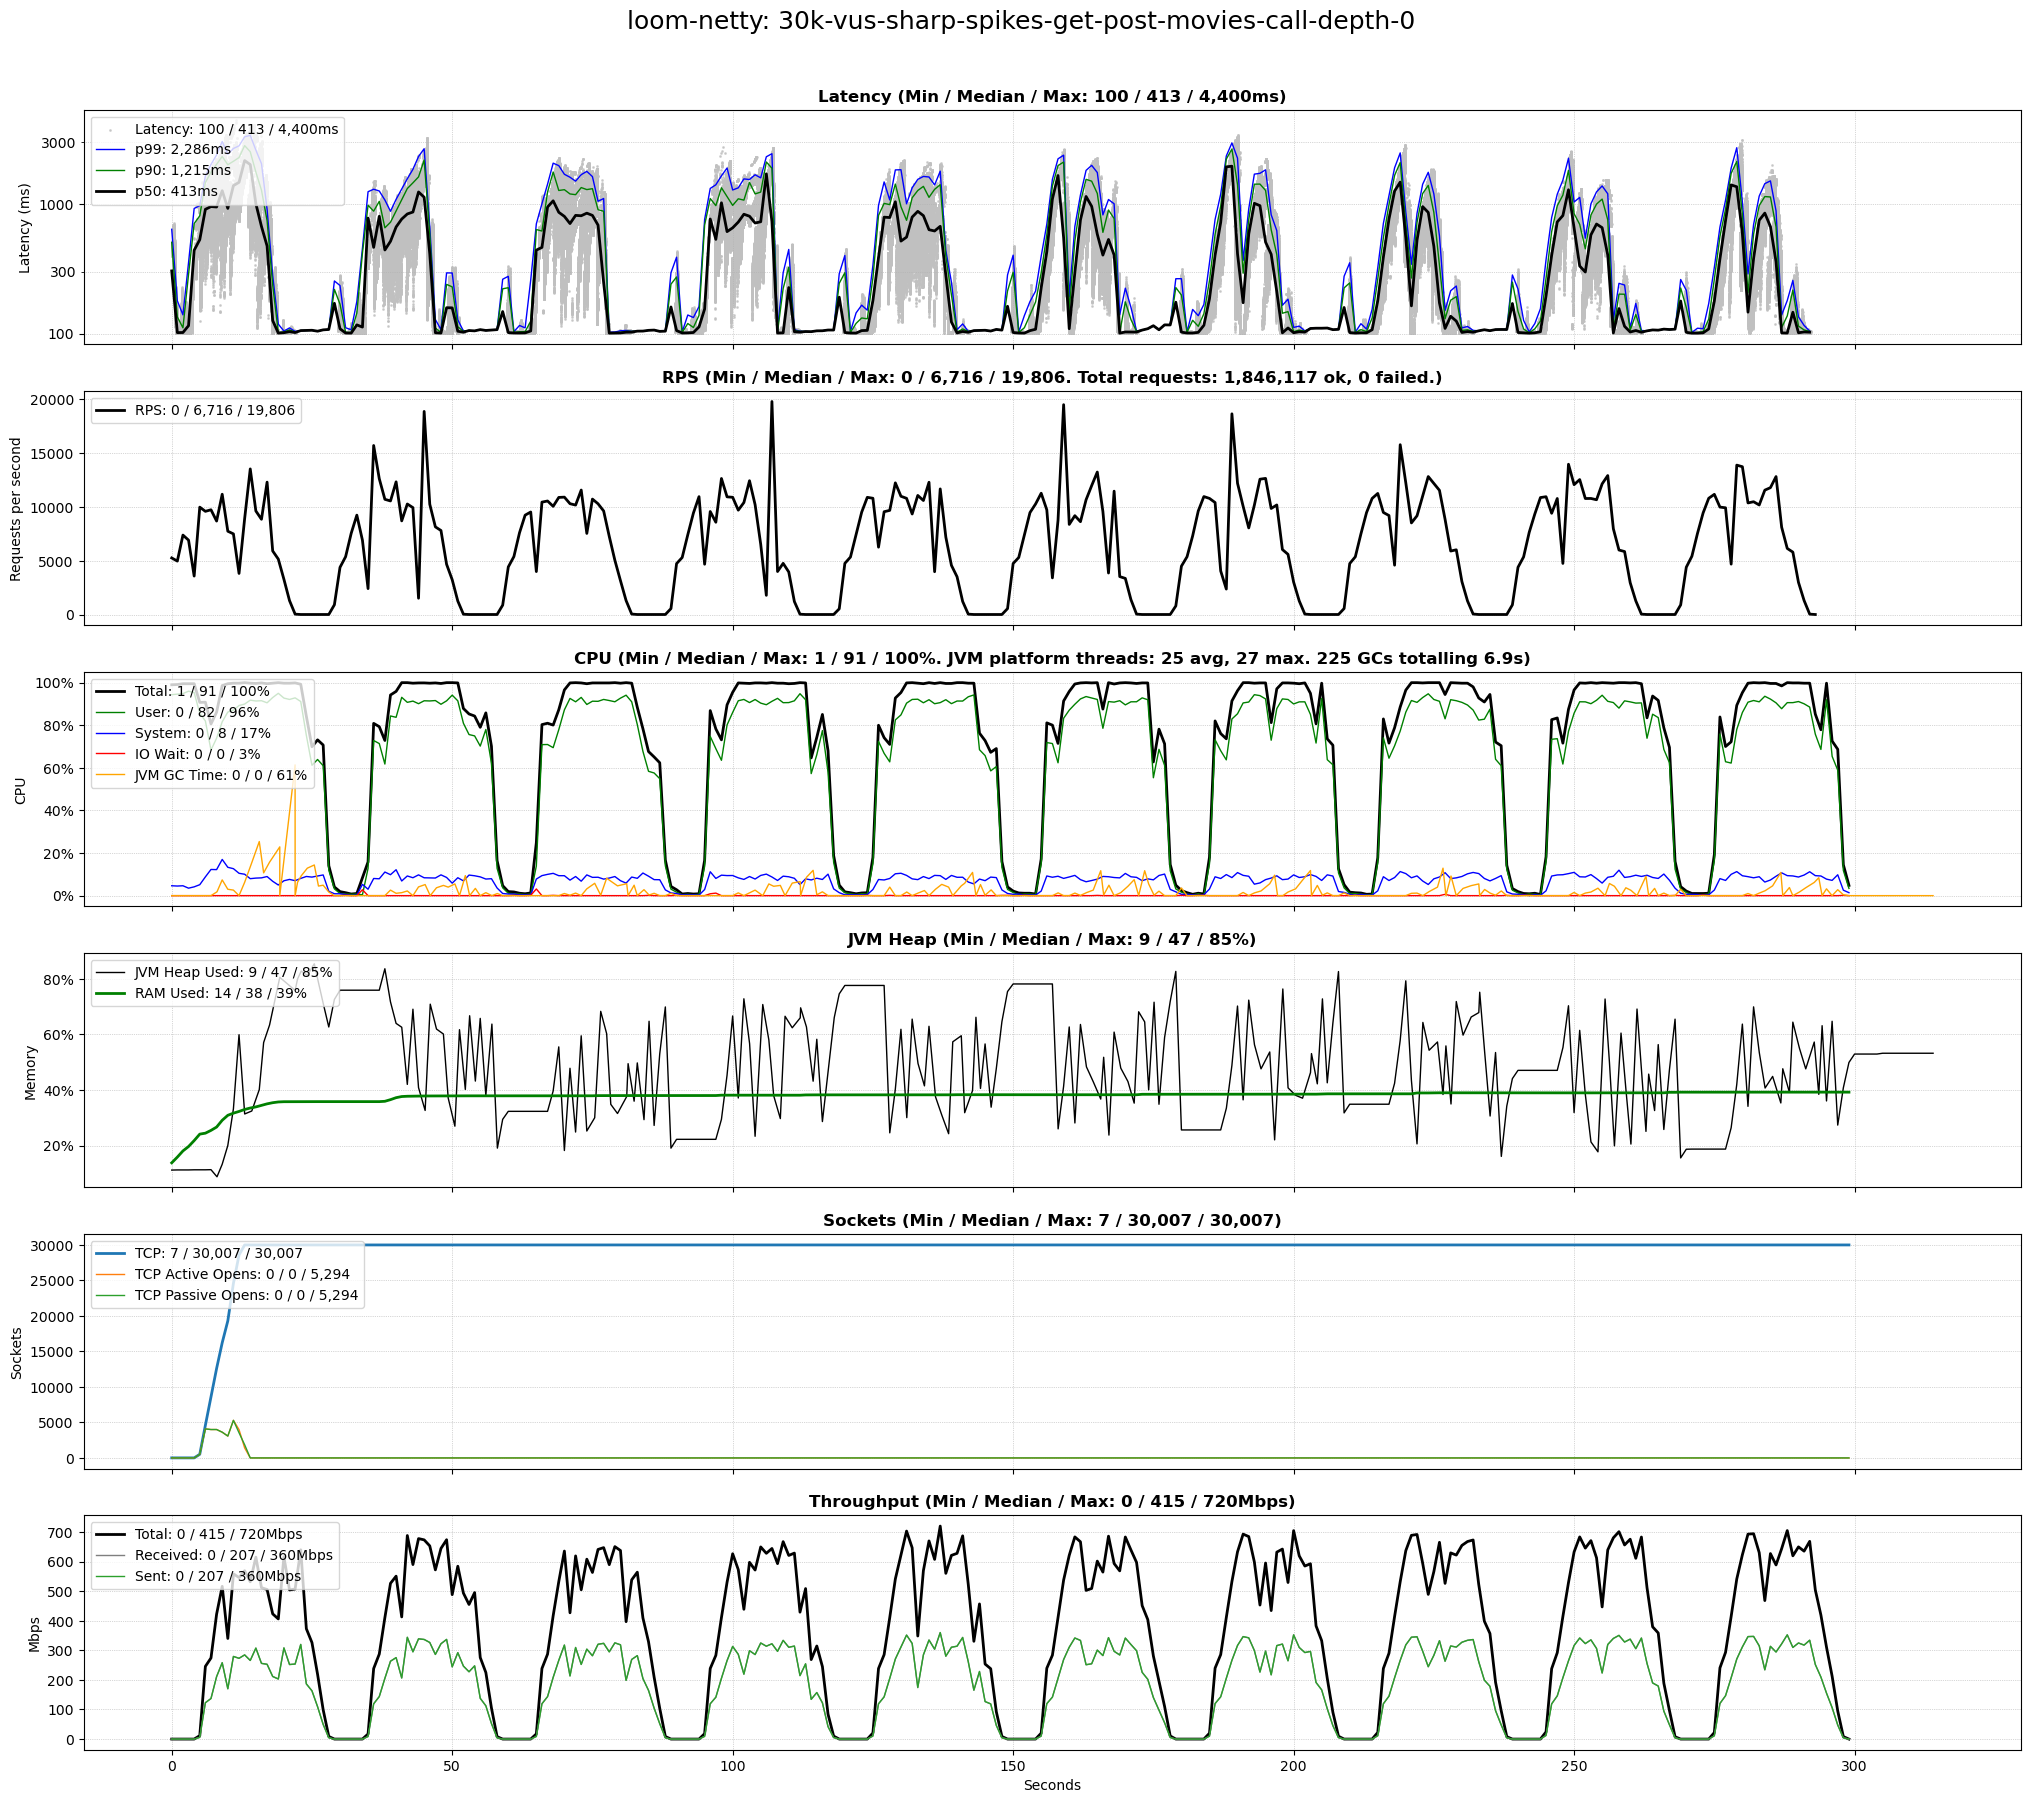 loom-netty: 30k-vus-sharp-spikes-get-post-movies-call-depth-0
Latency (Min / Median / Max: 100 / 413 / 4,400ms)
Latency: 100 / 413 / 4,400ms
p99: 2,286ms
p90: 1,215ms
p50: 413ms
3000
1000
300
100
Latency (ms)
RPS (Min / Median / Max: 0 / 6,716 / 19,806. Total requests: 1,846,117 ok, 0 failed.)
RPS: 0 / 6,716 / 19,806
20000
15000
10000
5000
0
Requests per second
CPU (Min / Median / Max: 1 / 91 / 100%. JVM platform threads: 25 avg, 27 max. 225 GCs totalling 6.9s)
Total: 1 / 91 / 100%
User: 0 / 82 / 96%
System: 0 / 8 / 17%
IO Wait: 0 / 0 / 3%
JVM GC Time: 0 / 0 / 61%
100%
80%
60%
40%
20%
0%
CPU
JVM Heap (Min / Median / Max: 9 / 47 / 85%)
JVM Heap Used: 9 / 47 / 85%
RAM Used: 14 / 38 / 39%
80%
60%
40%
20%
Memory
Sockets (Min / Median / Max: 7 / 30,007 / 30,007)
TCP: 7 / 30,007 / 30,007
TCP Active Opens: 0 / 0 / 5,294
TCP Passive Opens: 0 / 0 / 5,294
30000
25000
20000
15000
10000
5000
0
Sockets
Throughput (Min / Median / Max: 0 / 415 / 720Mbps)
Total: 0 / 415 / 720Mbps
Received: 0 / 207 / 360Mbps
Sent: 0 / 207 / 360Mbps
700
600
500
400
300
200
100
0
Mbps
0 50 100 150 200 250 300
Seconds